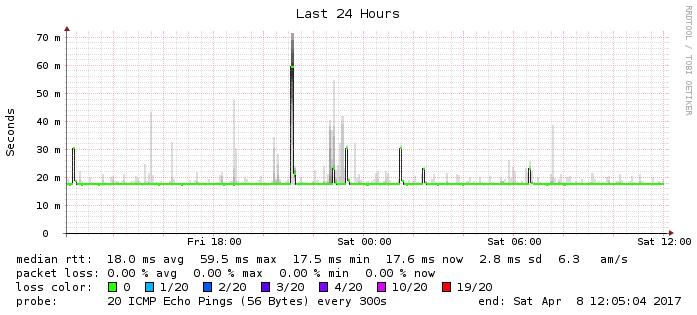 Last 24 Hours
RRDTOOL / TOBI OETIKER
Seconds
70 m
60 m
50 m
40 m
30 m
20 m
10 m
0
Fri 18:00 Sat 00:00 Sat 06:00 Sat 12:00
median rtt: 18.0 ms avg 59.5 ms max 17.5 ms min 17.6 ms now 2.8 ms sd 6.3 am/s
packet loss: 0.00 % avg 0.00 % max 0.00 % min 0.00 % now
loss color: 0 1/20 2/20 3/20 4/20 10/20 19/20
probe: 20 ICMP Echo Pings (56 Bytes) every 300s end: Sat Apr 8 12:05:04 2017